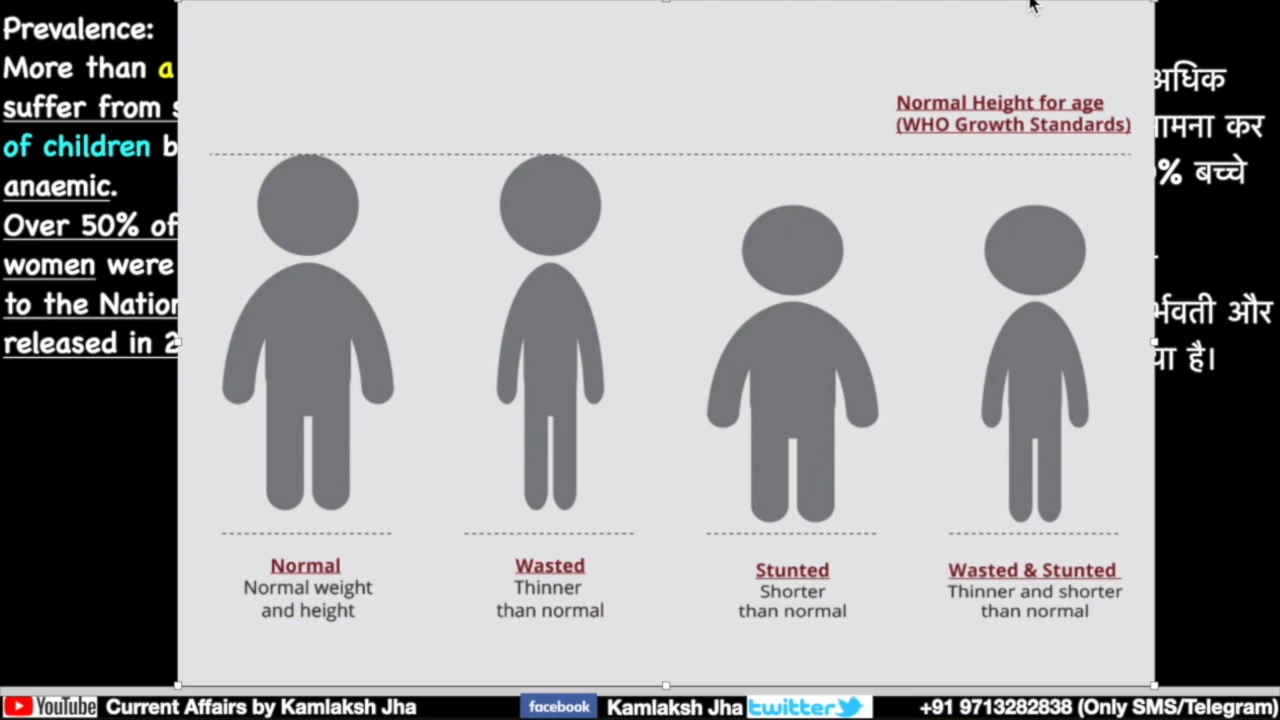 Prevalence:
More than a
suffer from s
of children b
anaemic.
Over 50% of
women were
to the Nation
released in 2
Normal Height for age
(WHO Growth Standards)
Normal
Normal weight
and height
Wasted
Thinner
than normal
Stunted
Shorter
than normal
Wasted & Stunted
Thinner and shorter
than normal
अधिक
कर
% बच्चे
और
है।
YouTube Current Affairs by Kamlaksh Jha facebook Kamlaksh Jha twitter +91 9713282838 (Only SMS/Telegram)